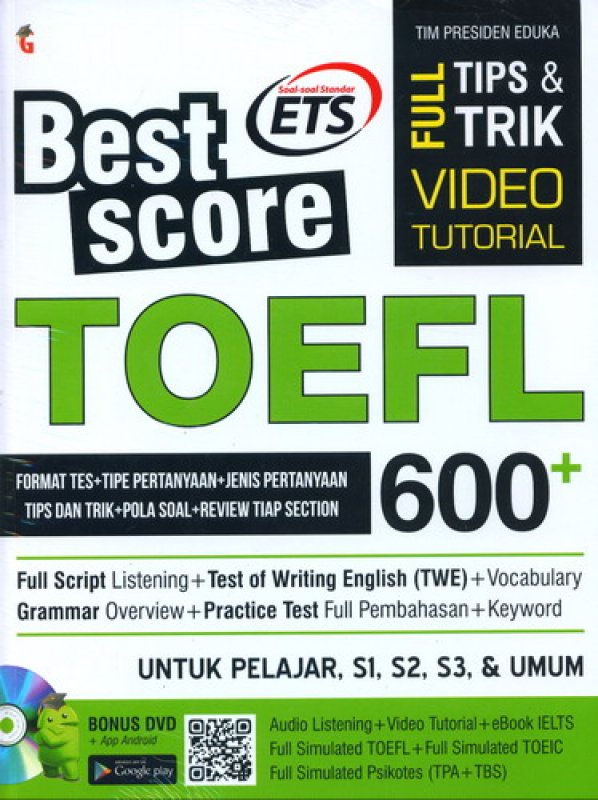 G
TIM PRESIDEN EDUKA
FULL TIPS & TRIK
VIDEO
TUTORIAL
Soal-soal Standar
ETS
Best
score
TOEFL
600+
FORMAT TES+TIPE PERTANYAAN+JENIS PERTANYAAN
TIPS DAN TRIK+POLA SOAL+REVIEW TIAP SECTION
Full Script Listening+Test of Writing English (TWE)+Vocabulary
Grammar Overview+Practice Test Full Pembahasan+Keyword
UNTUK PELAJAR, S1, S2, S3, & UMUM
BONUS DVD
+ App Android
Google play
Audio Listening+Video Tutorial+eBook IELTS
Full Simulated TOEFL+Full Simulated TOEIC
Full Simulated Psikotes (TPA+TBS)